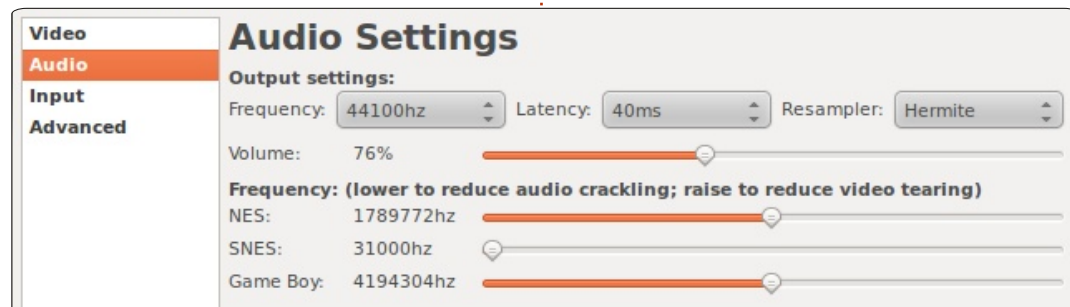 Video
Audio
Input
Advanced
Audio Settings
Output settings:
Frequency: 44100hz Latency: 40ms Resampler: Hermite
Volume: 76%
Frequency: (lower to reduce audio crackling; raise to reduce video tearing)
NES: 1789772hz
SNES: 31000hz
Game Boy: 4194304hz